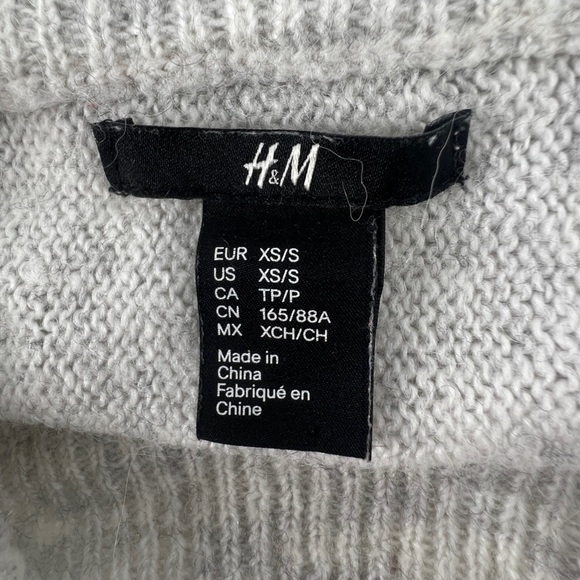 H&M
EUR XS/S
US XS/S
CA TP/P
CN 165/88A
MX XCH/CH
Made in
China
Fabriqué en
Chine